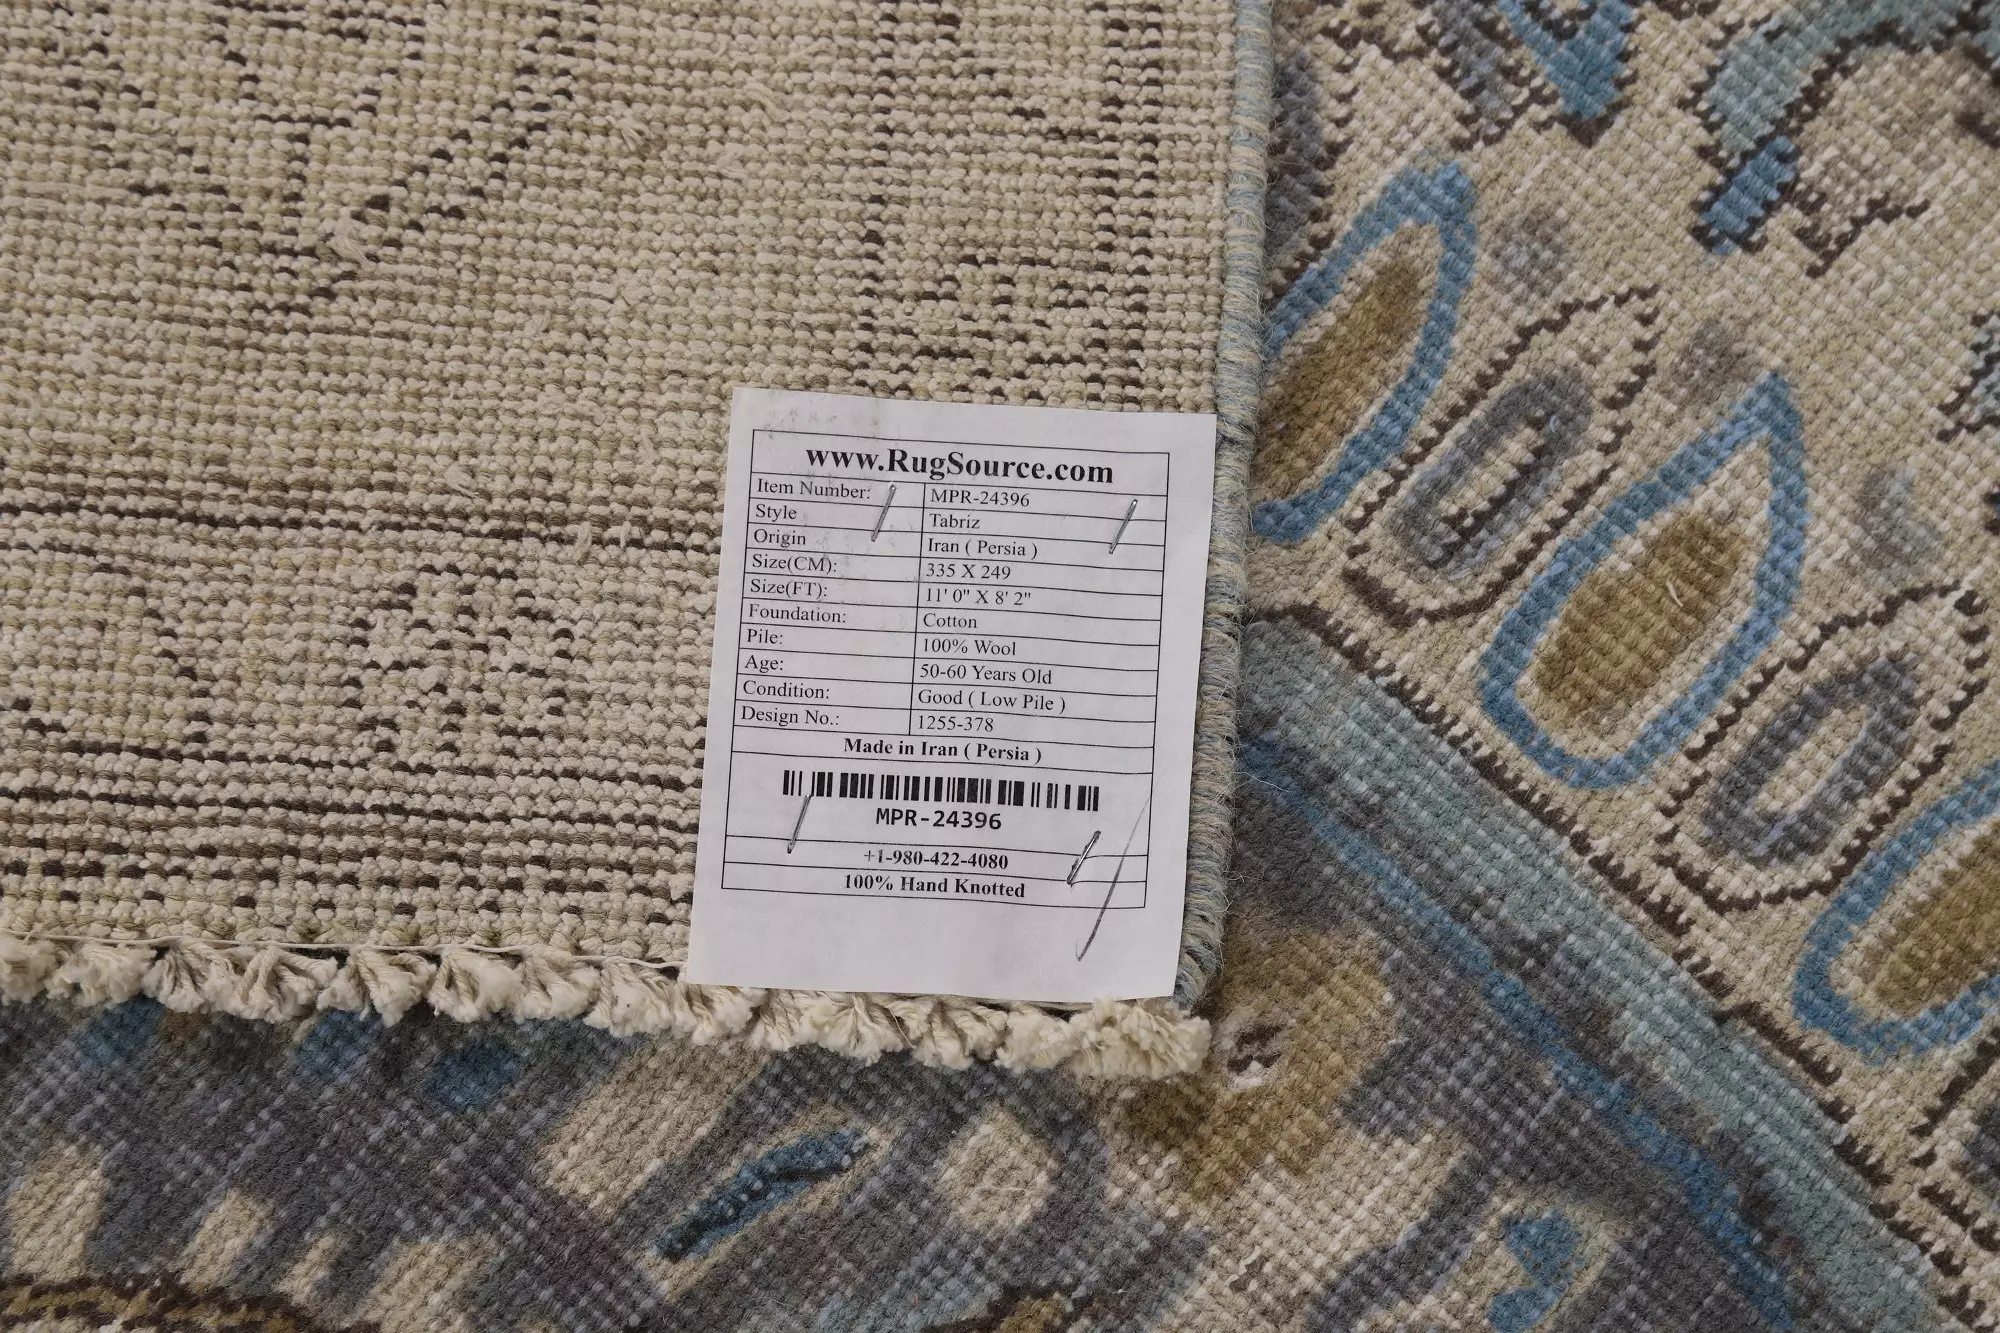 www.RugSource.com
Item Number: MPR-24396
Style Tabriz
Origin Iran ( Persia )
Size(CM): 335 X 249
Size(FT): 11' 0" X 8' 2"
Foundation: Cotton
Pile: 100% Wool
Age: 50-60 Years Old
Condition: Good ( Low Pile )
Design No.: 1255-378
Made in Iran ( Persia )
MPR-24396
+1-980-422-4080
100% Hand Knotted